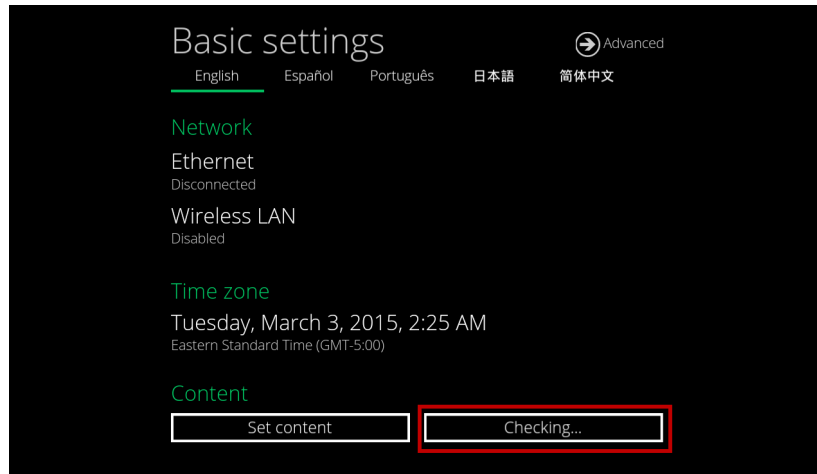 Basic settings
Advanced
English Español Português 日本語 简体中文
Network
Ethernet
Disconnected
Wireless LAN
Disabled
Time zone
Tuesday, March 3, 2015, 2:25 AM
Eastern Standard Time (GMT-5:00)
Content
Set content
Checking...